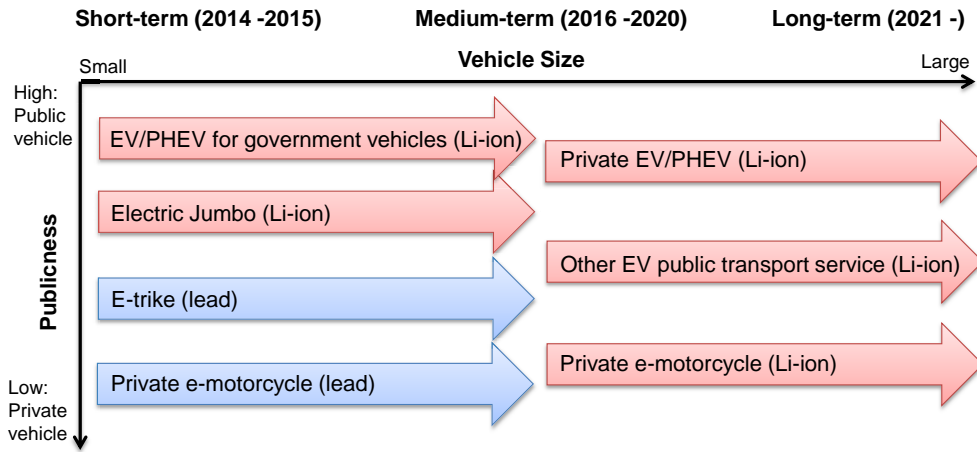 Short-term (2014 -2015) Medium-term (2016 -2020) Long-term (2021 -)
Vehicle Size
Small Large
High:
Public
vehicle
EV/PHEV for government vehicles (Li-ion)
Private EV/PHEV (Li-ion)
Electric Jumbo (Li-ion)
Other EV public transport service (Li-ion)
Publicness
E-trike (lead)
Private e-motorcycle (Li-ion)
Private e-motorcycle (lead)
Low:
Private
vehicle